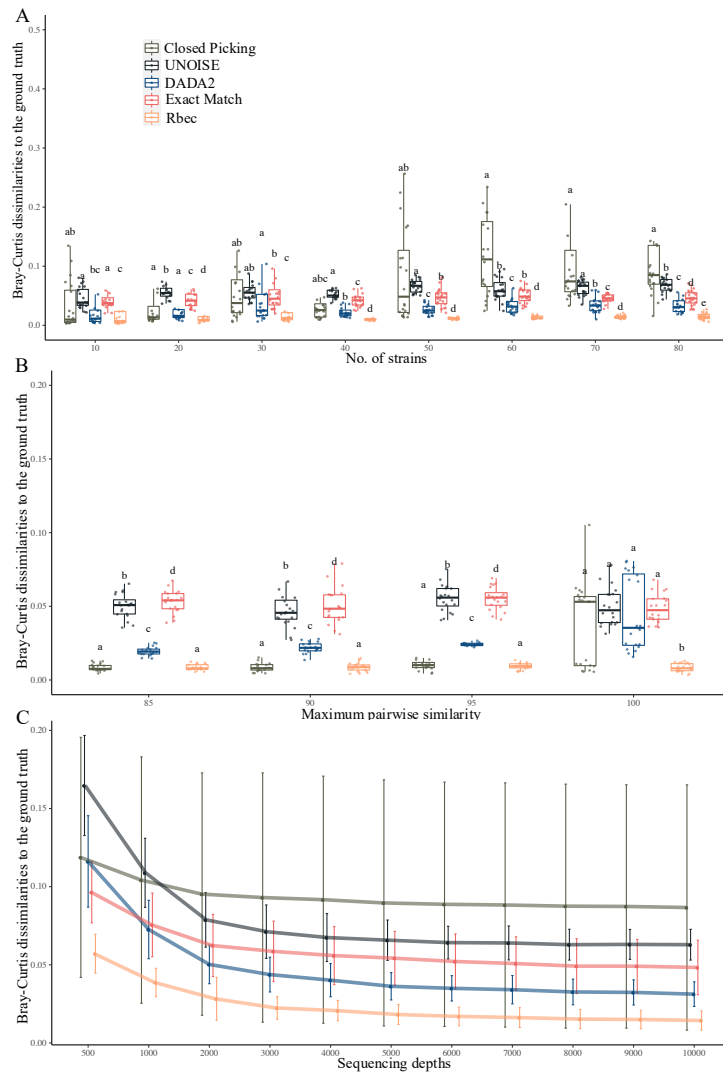 A
Bray-Curtis dissimilarities to the ground truth
0.5
0.4
0.3
0.2
0.1
0.0
Closed Picking
UNOISE
DADA2
Exact Match
Rbec
ab a bc a c
a b a c d
ab ab a b c
abc a b c d
ab a c b d
a b c b d
a a d c d
a b c d e
10 20 30 40 50 60 70 80
No. of strains
B
Bray-Curtis dissimilarities to the ground truth
0.20
0.15
0.10
0.05
0.00
a b c d a
a b c d a
a b c d a
a a a a b
85 90 95 100
Maximum pairwise similarity
C
Bray-Curtis dissimilarities to the ground truth
0.20
0.15
0.10
0.05
0.00
500 1000 2000 3000 4000 5000 6000 7000 8000 9000 10000
Sequencing depths